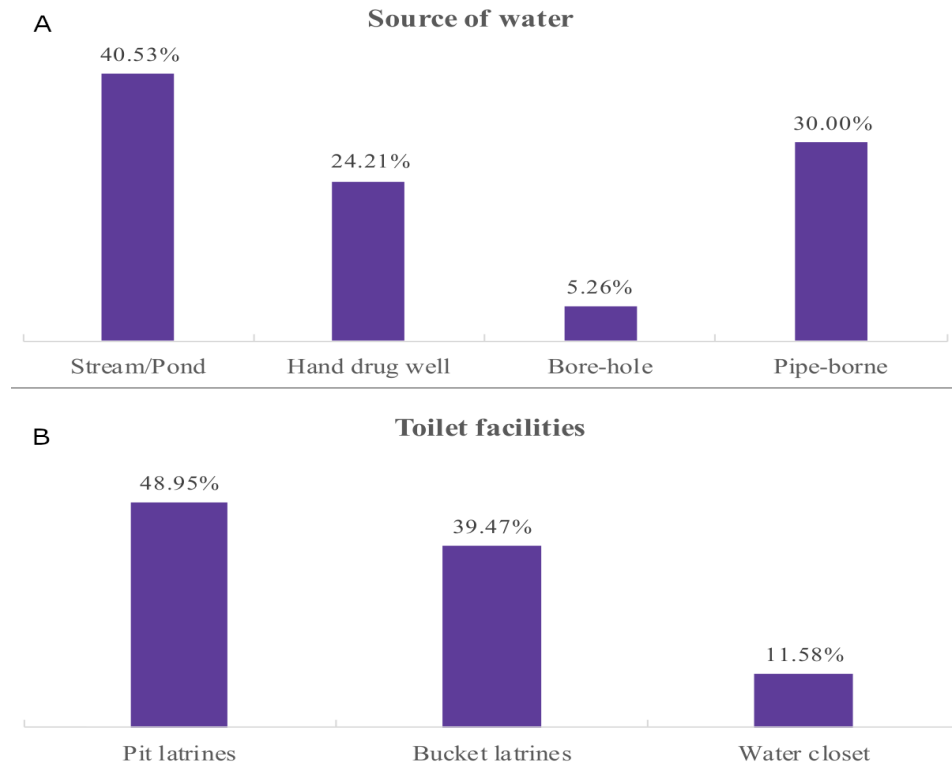 A
Source of water
40.53%
24.21%
5.26%
30.00%
Stream/Pond
Hand drug well
Bore-hole
Pipe-borne
B
Toilet facilities
48.95%
39.47%
11.58%
Pit latrines
Bucket latrines
Water closet